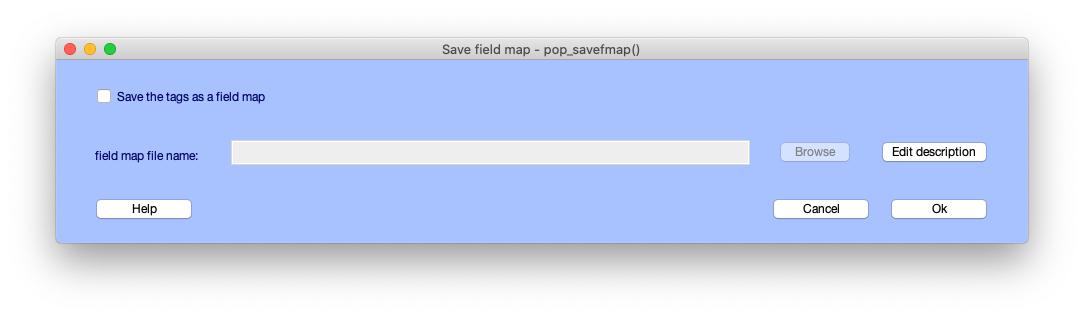 Save field map - pop_savefmap()
Save the tags as a field map
field map file name:
Browse
Edit description
Help
Cancel
Ok